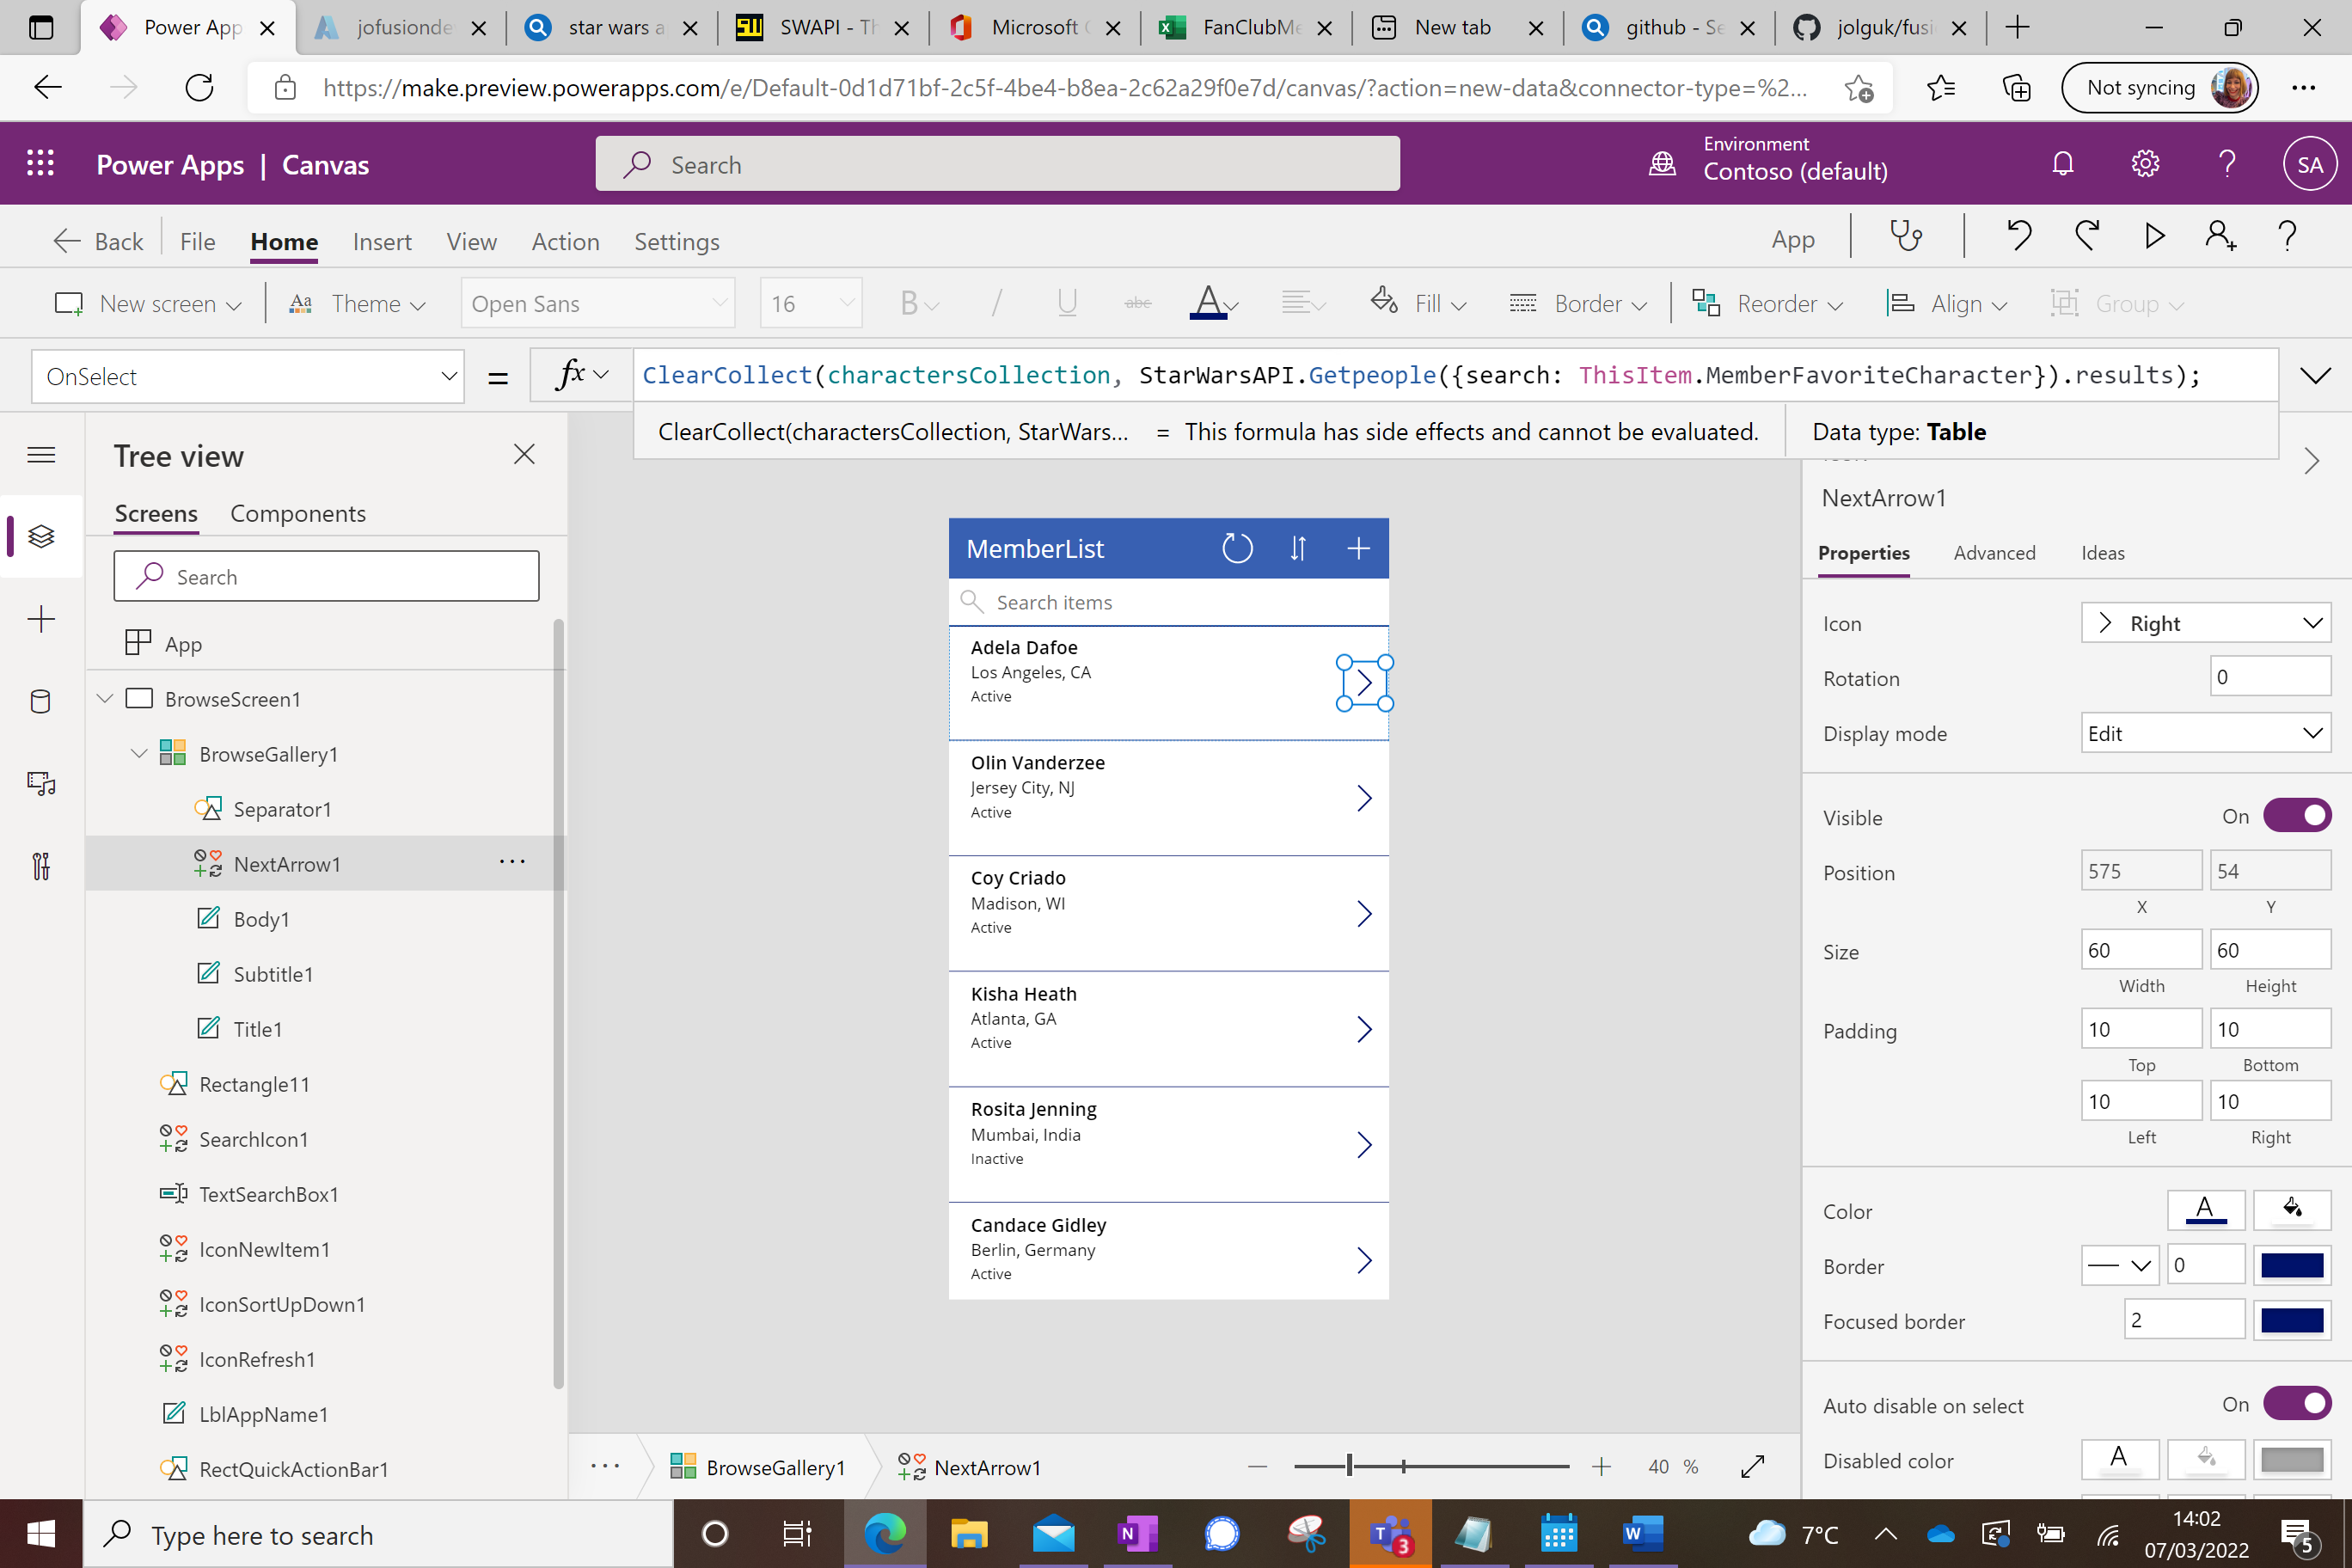 Power App
jofusionde
star wars a
SWAPI - Th
Microsoft
FanClubMe
New tab
github - Se
jolguk/fusi
https://make.preview.powerapps.com/e/Default-0d1d71bf-2c5f-4be4-b8ea-2c62a29f0e7d/canvas/?action=new-data&connector-type=%2...
Not syncing
Power Apps | Canvas
Search
Environment
Contoso (default)
SA
Back
File
Home
Insert
View
Action
Settings
App
New screen
Theme
Open Sans
16
B
/
U
abc
A
Fill
Border
Reorder
Align
Group
OnSelect
=
fx
ClearCollect(charactersCollection, StarWarsAPI.Getpeople({search: ThisItem.MemberFavoriteCharacter}).results);
ClearCollect(charactersCollection, StarWars... = This formula has side effects and cannot be evaluated.
Data type: Table
Tree view
Screens
Components
Search
App
BrowseScreen1
BrowseGallery1
Separator1
NextArrow1
Body1
Subtitle1
Title1
Rectangle11
SearchIcon1
TextSearchBox1
IconNewItem1
IconSortUpDown1
IconRefresh1
LblAppName1
RectQuickActionBar1
MemberList
Search items
Adela Dafoe
Los Angeles, CA
Active
Olin Vanderzee
Jersey City, NJ
Active
Coy Criado
Madison, WI
Active
Kisha Heath
Atlanta, GA
Active
Rosita Jenning
Mumbai, India
Inactive
Candace Gidley
Berlin, Germany
Active
BrowseGallery1
NextArrow1
40 %
NextArrow1
Properties
Advanced
Ideas
Icon
Right
Rotation
0
Display mode
Edit
Visible
On
Position
575
54
X
Y
Size
60
60
Width
Height
Padding
10
10
Top
Bottom
10
10
Left
Right
Color
A
Border
0
Focused border
2
Auto disable on select
On
Disabled color
A
Type here to search
N
T
3
W
7°C
14:02
07/03/2022
5